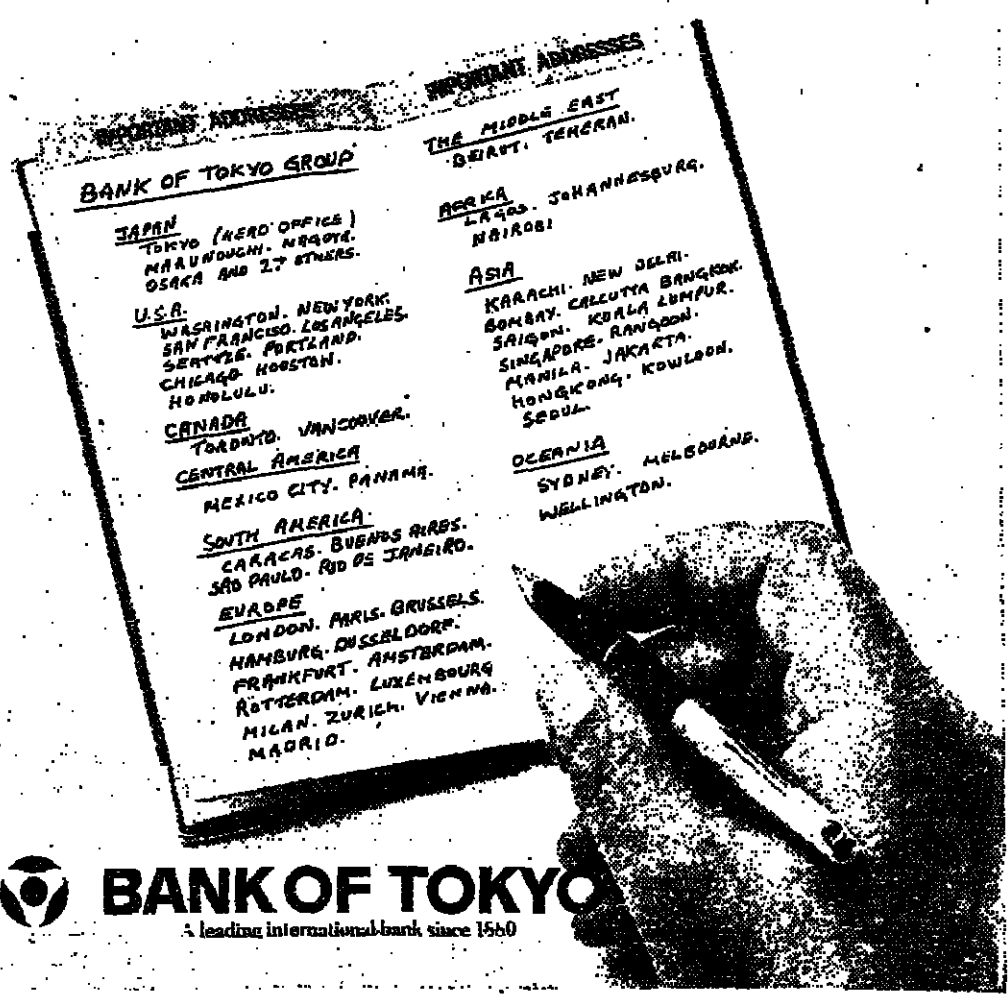 IMPORTANT ADDRESSES
BANK OF TOKYO GROUP
JAPAN
TOKYO (HEAD OFFICE)
MARUNOUCHI. NAGOYA.
OSAKA AND 27 OTHERS.
U.S.A.
WASHINGTON. NEW YORK.
SAN FRANCISCO. LOS ANGELES.
SEATTLE. PORTLAND.
CHICAGO. HOUSTON.
HONOLULU.
CANADA
TORONTO. VANCOUVER.
CENTRAL AMERICA
MEXICO CITY. PANAMA.
SOUTH AMERICA
CARACAS. BUENOS AIRES.
SAO PAULO. RIO DE JANEIRO.
EUROPE
LONDON. PARIS. BRUSSELS.
HAMBURG. DUSSELDORF.
FRANKFURT. AMSTERDAM.
ROTTERDAM. LUXEMBOURG
MILAN. ZURICH. VIENNA.
MADRID.
IMPORTANT ADDRESSES
THE MIDDLE EAST
BEIRUT. TEHERAN.
AFRICA
LAGOS. JOHANNESBURG.
NAIROBI
ASIA
KARACHI. NEW DELHI.
BOMBAY. CALCUTTA BANGKOK.
SAIGON. KUALA LUMPUR.
SINGAPORE. RANGOON.
MANILA. JAKARTA.
HONGKONG. KOWLOON.
SEOUL.
OCEANIA
SYDNEY. MELBOURNE.
WELLINGTON.
BANK OF TOKYO
A leading international bank since 1880